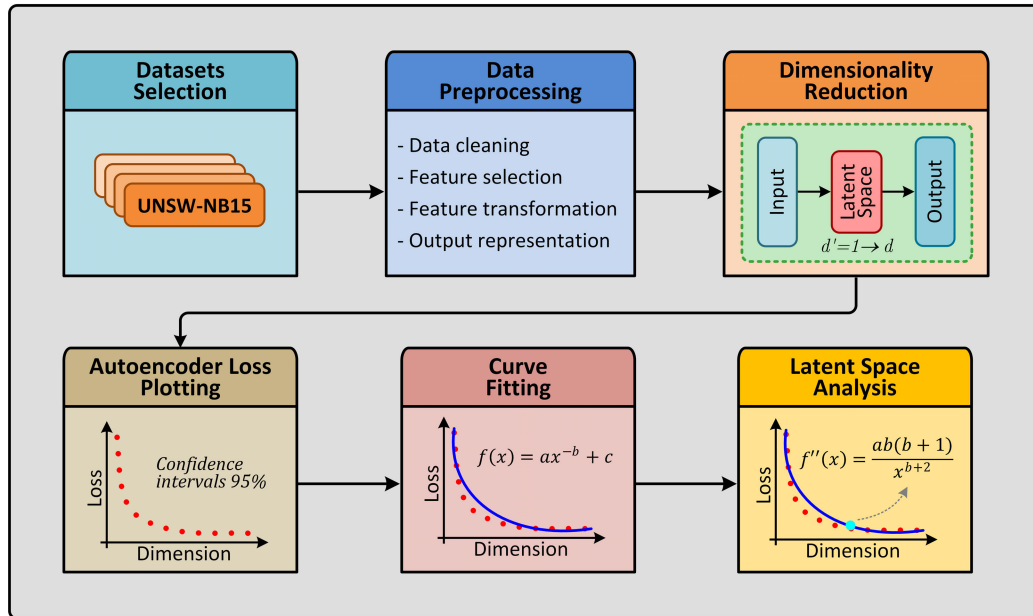 Datasets
Selection
UNSW-NB15
Data
Preprocessing
- Data cleaning
- Feature selection
- Feature transformation
- Output representation
Dimensionality
Reduction
Input
Latent
Space
Output
d'=1→ d
Autoencoder Loss
Plotting
Loss
Confidence
intervals 95%
Dimension
Curve
Fitting
Loss
f(x) = ax^{-b} + c
Dimension
Latent Space
Analysis
Loss
f''(x) = \frac{ab(b + 1)}{x^{b+2}}
Dimension